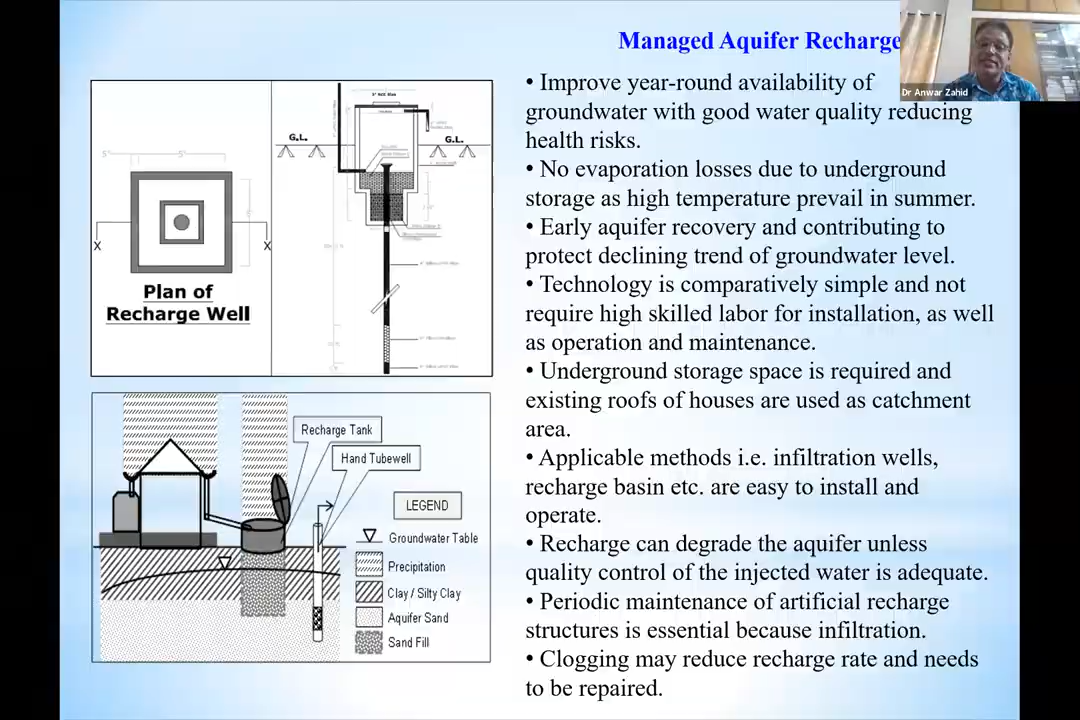 Managed Aquifer Recharge
Dr Anwar Zahid
• Improve year-round availability of
groundwater with good water quality reducing
health risks.
• No evaporation losses due to underground
storage as high temperature prevail in summer.
• Early aquifer recovery and contributing to
protect declining trend of groundwater level.
• Technology is comparatively simple and not
require high skilled labor for installation, as well
as operation and maintenance.
• Underground storage space is required and
existing roofs of houses are used as catchment
area.
• Applicable methods i.e. infiltration wells,
recharge basin etc. are easy to install and
operate.
• Recharge can degrade the aquifer unless
quality control of the injected water is adequate.
• Periodic maintenance of artificial recharge
structures is essential because infiltration.
• Clogging may reduce recharge rate and needs
to be repaired.
G.L.
G.L.
5"
5"
X
X
Plan of
Recharge Well
Recharge Tank
Hand Tubewell
LEGEND
Groundwater Table
Precipitation
Clay / Silty Clay
Aquifer Sand
Sand Fill